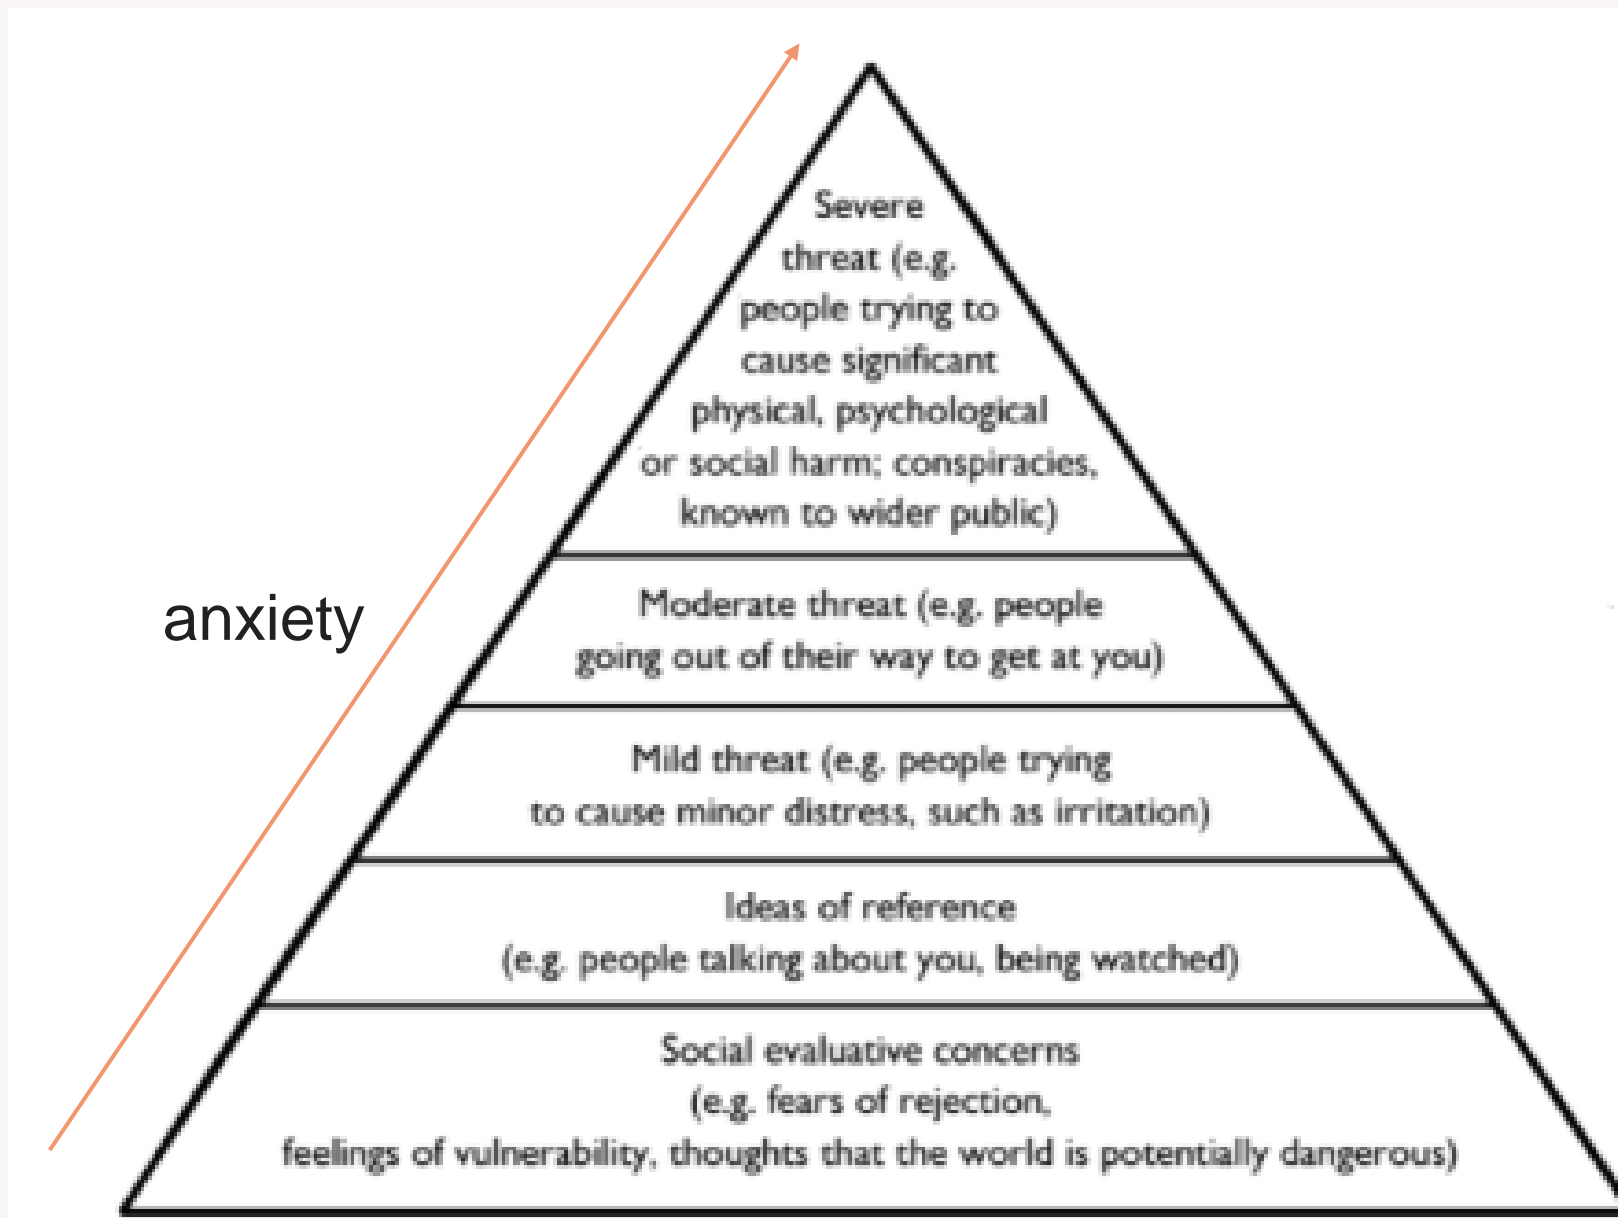 Severe
threat (e.g.
people trying to
cause significant
physical, psychological
or social harm; conspiracies,
known to wider public)
anxiety
Moderate threat (e.g. people
going out of their way to get at you)
Mild threat (e.g. people trying
to cause minor distress, such as irritation)
Ideas of reference
(e.g. people talking about you, being watched)
Social evaluative concerns
(e.g. fears of rejection,
feelings of vulnerability, thoughts that the world is potentially dangerous)